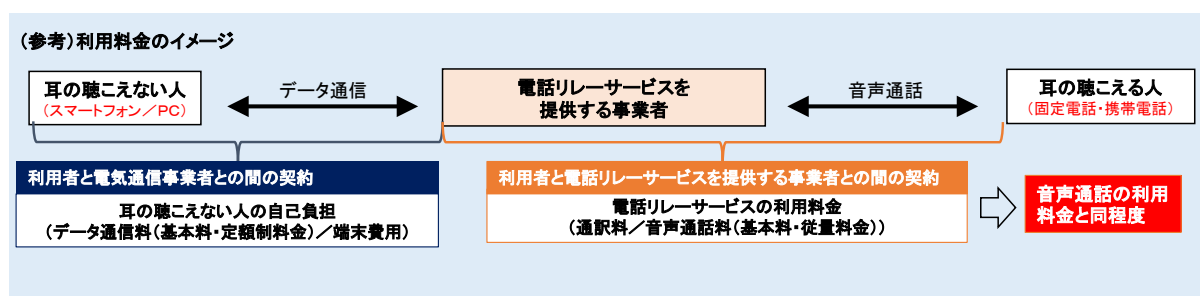 （参考）利用料金のイメージ
耳の聴こえない人
（スマートフォン／PC）
データ通信
電話リレーサービスを
提供する事業者
音声通話
耳の聴こえる人
（固定電話・携帯電話）
利用者と電気通信事業者との間の契約
耳の聴こえない人の自己負担
（データ通信料（基本料・定額制料金）／端末費用）
利用者と電話リレーサービスを提供する事業者との間の契約
電話リレーサービスの利用料金
（通訳料／音声通話料（基本料・従量料金））
音声通話の利用
料金と同程度